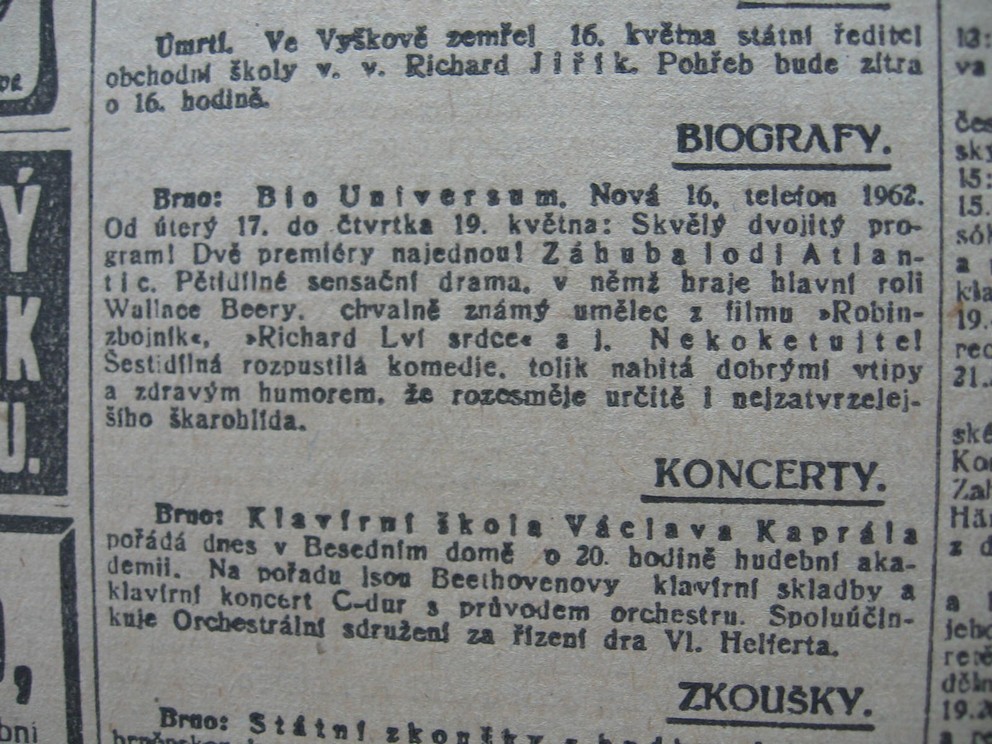 Úmrtí. Ve Vyškově zemřel 16. května státní ředitel
obchodní školy v. v. Richard Jiřík. Pohřeb bude zítra
o 16. hodině.
BIOGRAFY.
Brno: Bio Universum, Nová 16, telefon 1962.
Od úterý 17. do čtvrtka 19. května: Skvělý dvojitý pro-
gram! Dvě premiéry najednou! Záhuba lodi Atlan-
tic. Pětidílné sensační drama, v němž hraje hlavní roli
Wallace Beery, chvalně známý umělec z filmu »Robin-
zbojník«, »Richard Lví srdce« a j. Nekoketujte!
Šestidílná rozpustilá komedie, tolik nabitá dobrými vtipy
a zdravým humorem, že rozesměje určitě i nejzatvrzelej-
šího škarohlída.
KONCERTY.
Brno: Klavírní škola Václava Kaprála
pořádá dnes v Besedním domě o 20. hodině hudební aka-
demii. Na pořadu jsou Beethovenovy klavírní skladby a
klavírní koncert C-dur s průvodem orchestru. Spoluúčin-
kuje Orchestrální sdružení za řízení dra Vl. Helferta.
ZKOUŠKY.
Brno: Státní zkoušky z